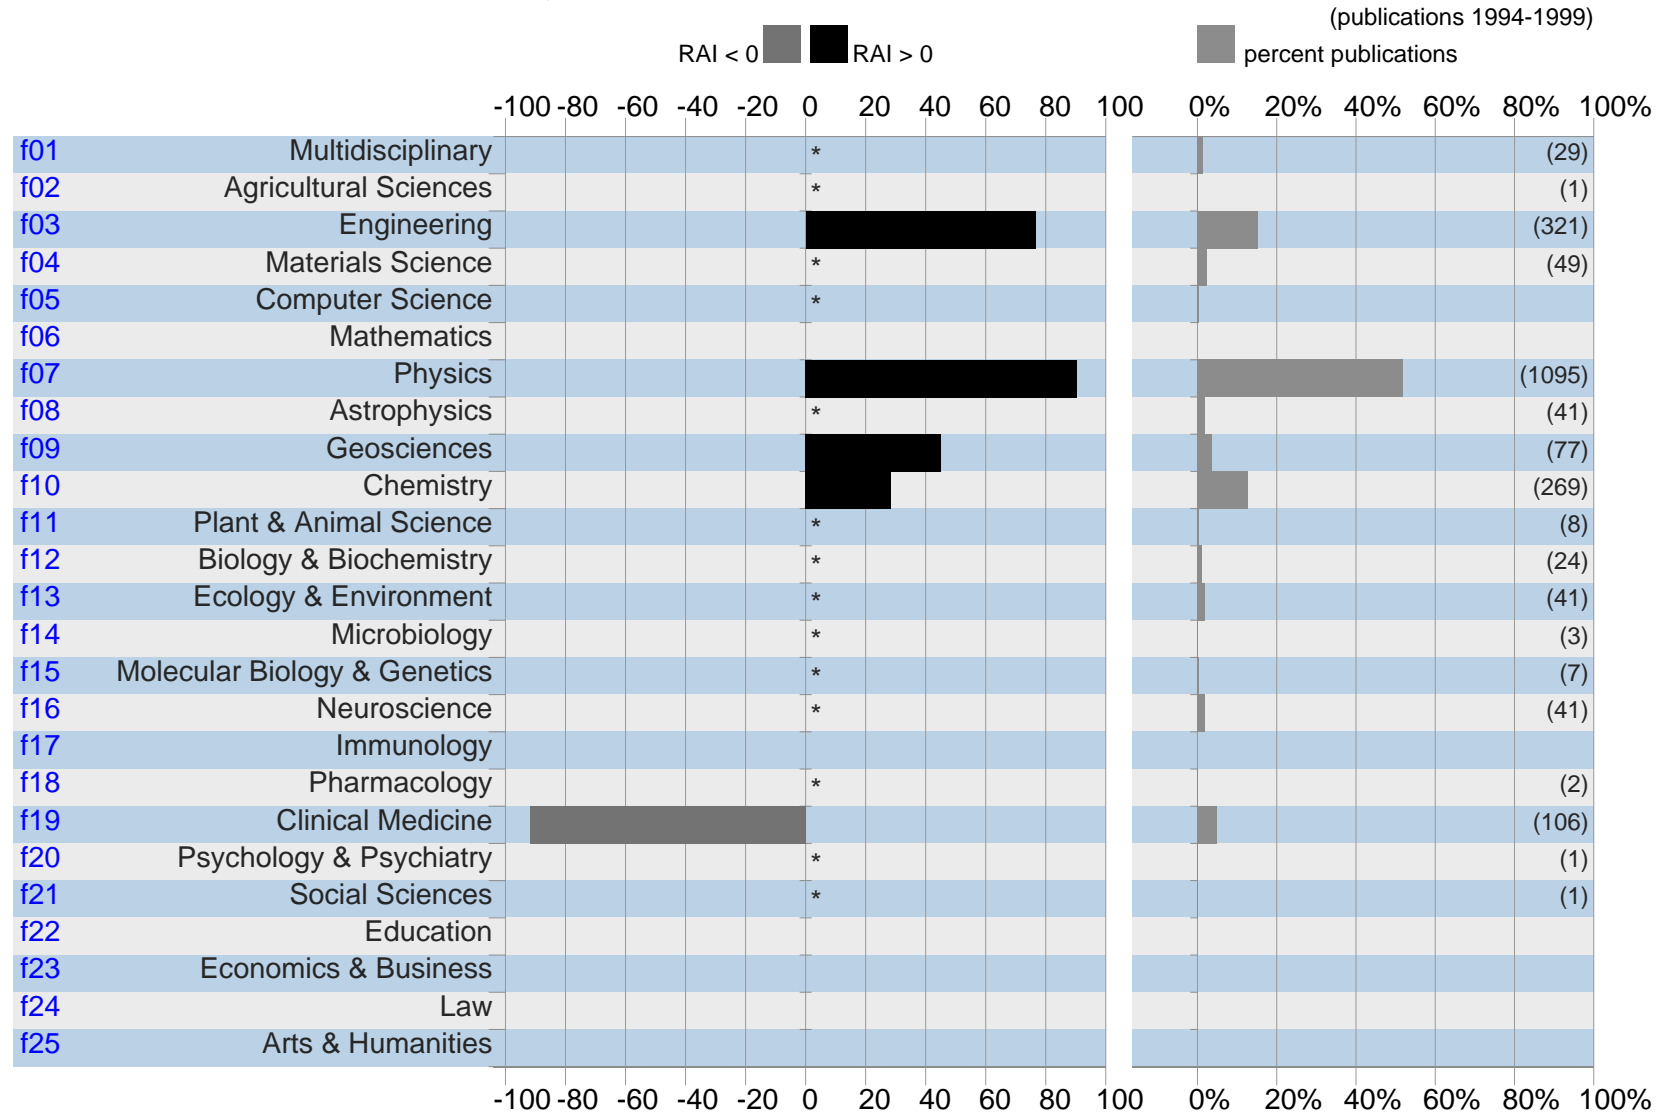 (publications 1994-1999)
RAI < 0 RAI > 0 percent publications
-100 -80 -60 -40 -20 0 20 40 60 80 100 0% 20% 40% 60% 80% 100%
f01 Multidisciplinary * (29)
f02 Agricultural Sciences * (1)
f03 Engineering (321)
f04 Materials Science * (49)
f05 Computer Science *
f06 Mathematics
f07 Physics (1095)
f08 Astrophysics * (41)
f09 Geosciences (77)
f10 Chemistry (269)
f11 Plant & Animal Science * (8)
f12 Biology & Biochemistry * (24)
f13 Ecology & Environment * (41)
f14 Microbiology * (3)
f15 Molecular Biology & Genetics * (7)
f16 Neuroscience * (41)
f17 Immunology
f18 Pharmacology * (2)
f19 Clinical Medicine (106)
f20 Psychology & Psychiatry * (1)
f21 Social Sciences * (1)
f22 Education
f23 Economics & Business
f24 Law
f25 Arts & Humanities
-100 -80 -60 -40 -20 0 20 40 60 80 100 0% 20% 40% 60% 80% 100%